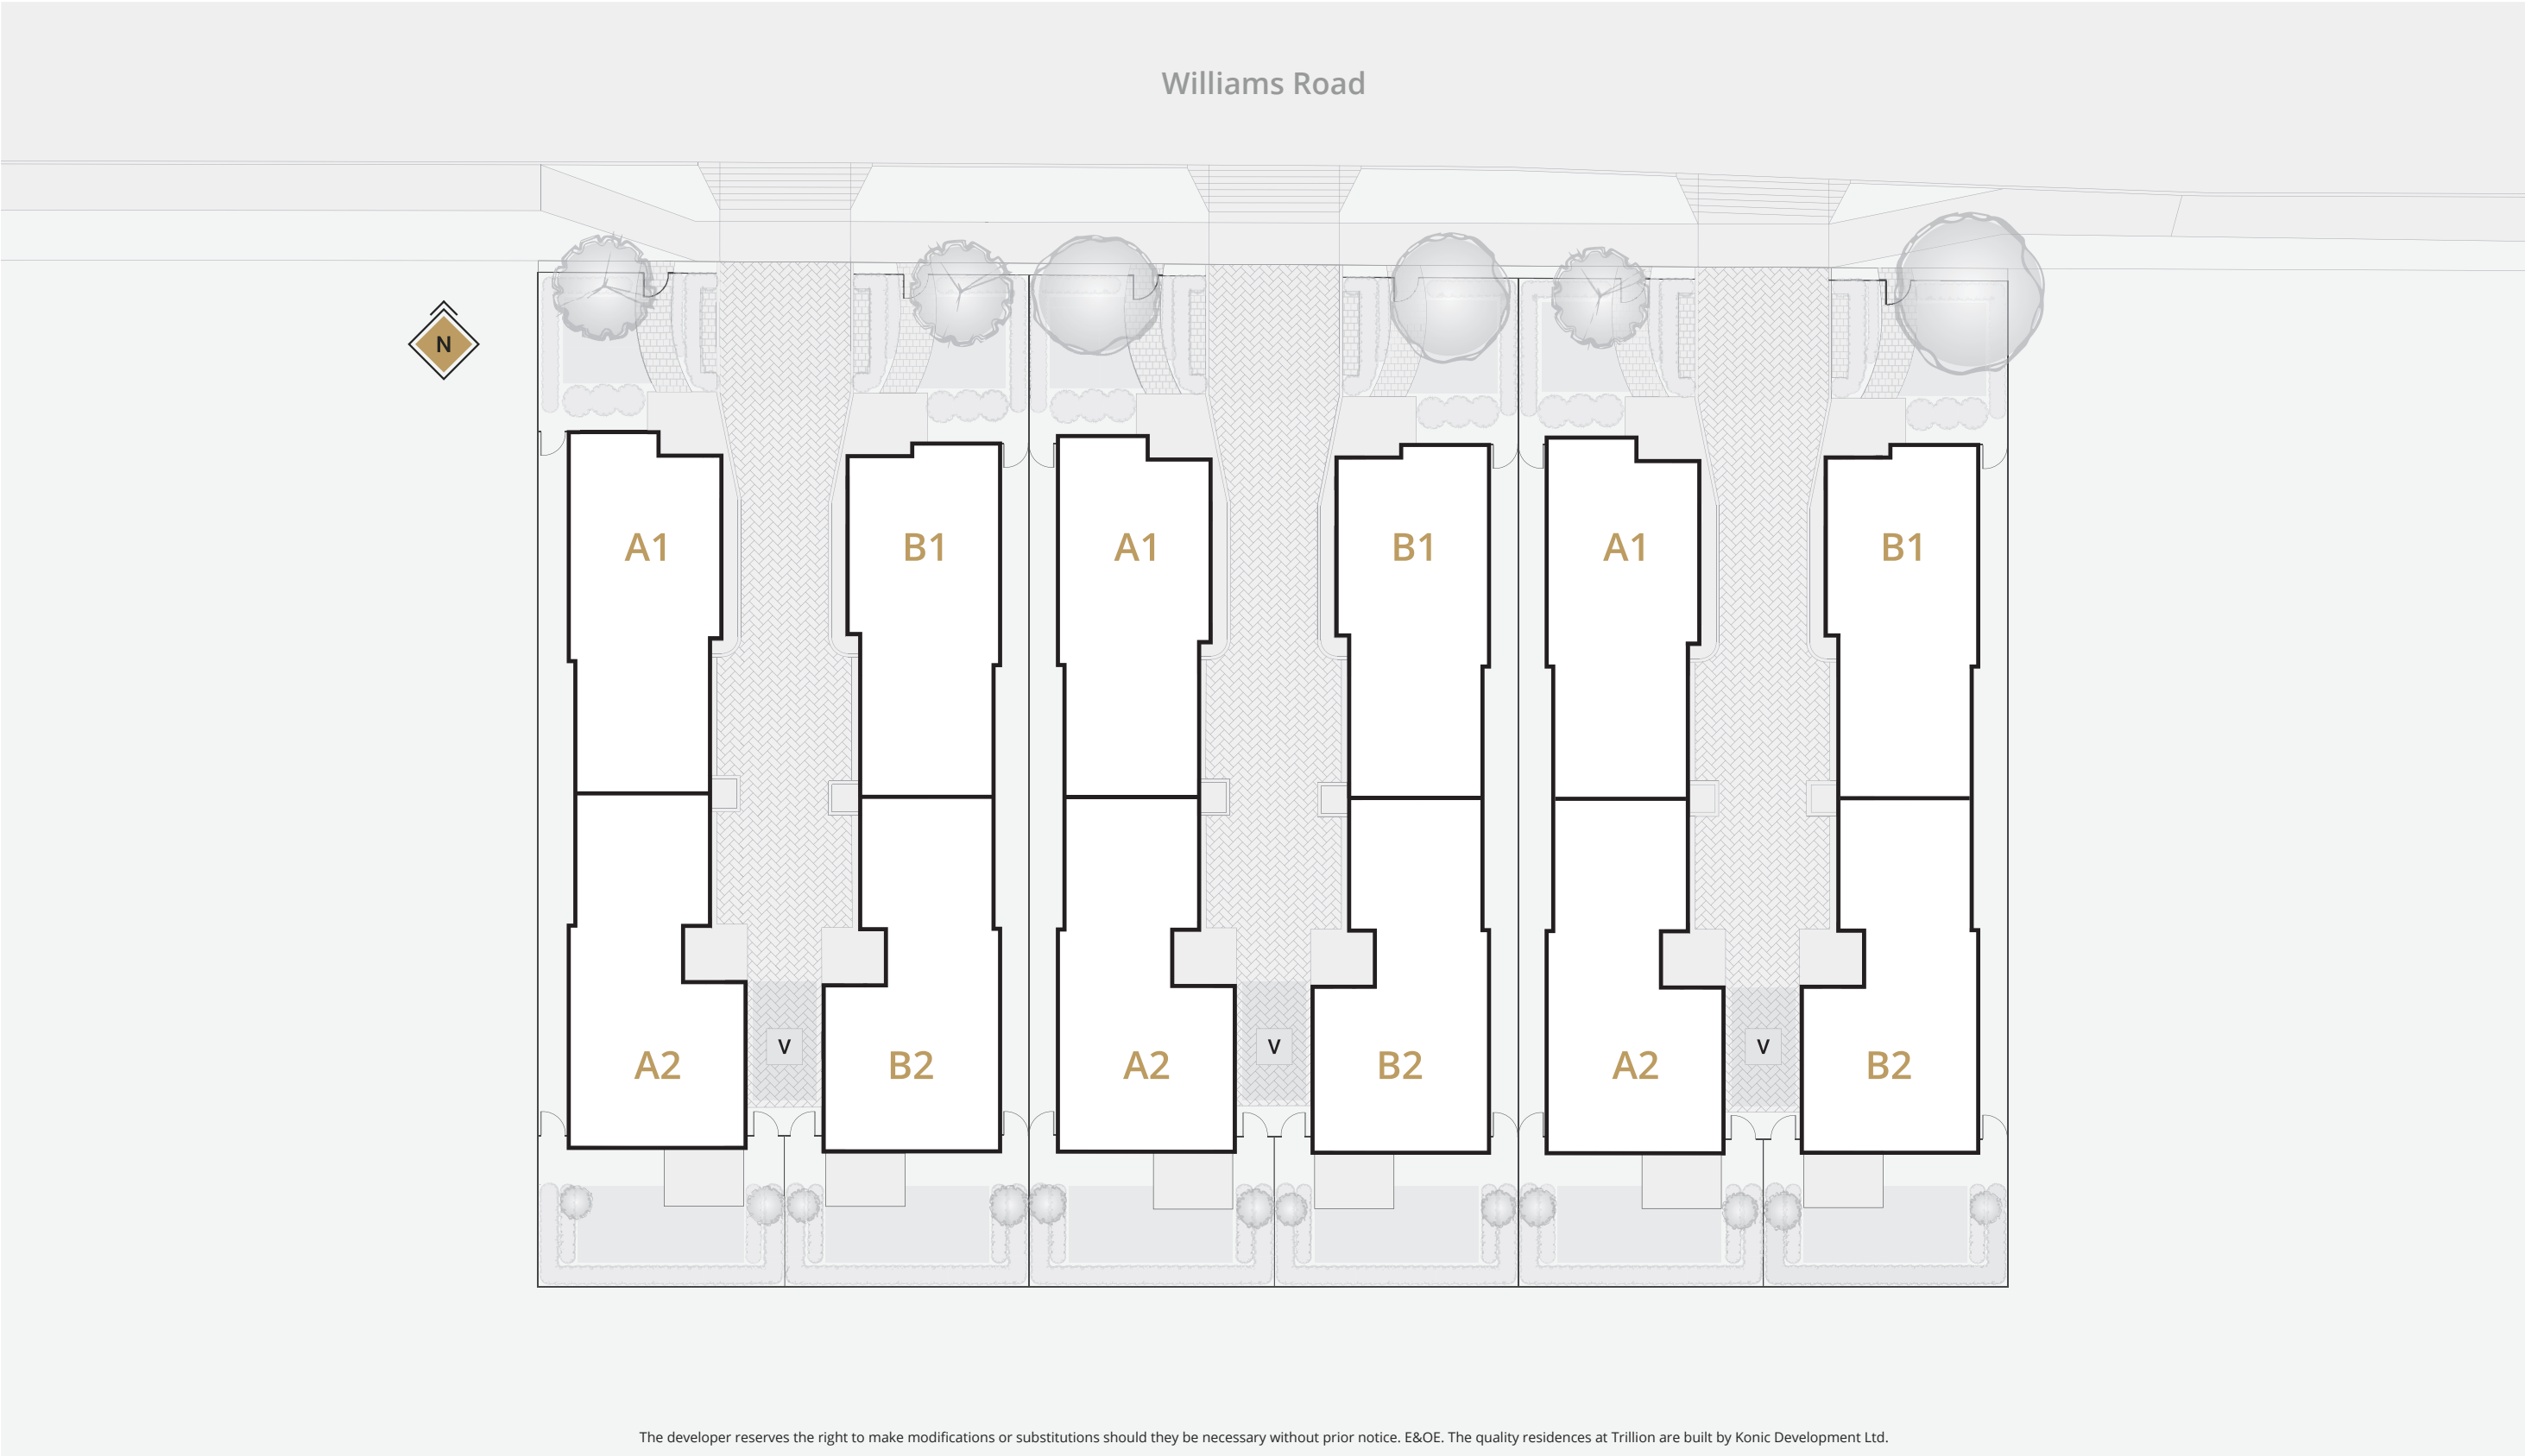 Williams Road
N
A1
B1
A1
B1
A1
B1
A2
V
B2
A2
V
B2
A2
V
B2
The developer reserves the right to make modifications or substitutions should they be necessary without prior notice. E&OE. The quality residences at Trillion are built by Konic Development Ltd.